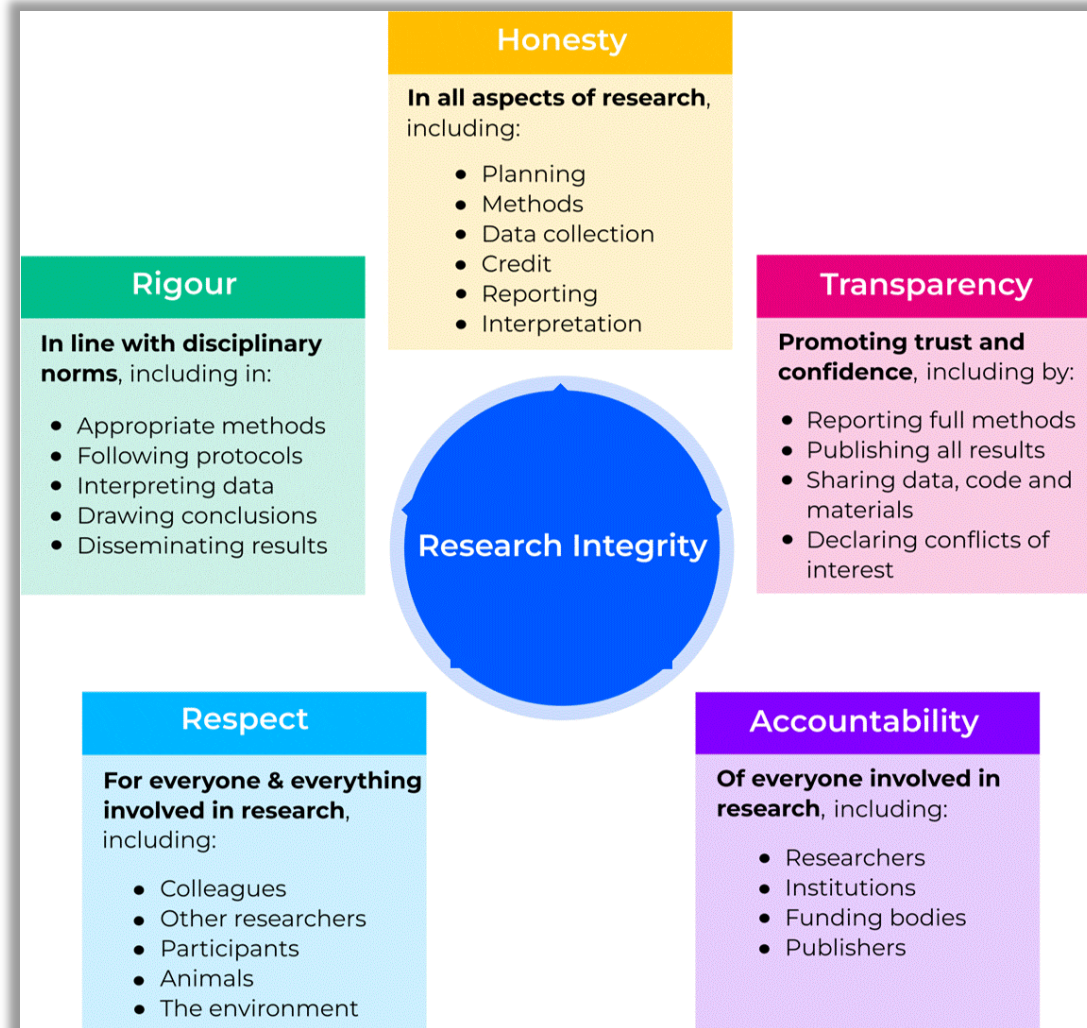 Honesty
In all aspects of research,
including:
• Planning
• Methods
• Data collection
• Credit
• Reporting
• Interpretation
Rigour
In line with disciplinary
norms, including in:
• Appropriate methods
• Following protocols
• Interpreting data
• Drawing conclusions
• Disseminating results
Transparency
Promoting trust and
confidence, including by:
• Reporting full methods
• Publishing all results
• Sharing data, code and
materials
• Declaring conflicts of
interest
Research Integrity
Respect
For everyone & everything
involved in research,
including:
• Colleagues
• Other researchers
• Participants
• Animals
• The environment
Accountability
Of everyone involved in
research, including:
• Researchers
• Institutions
• Funding bodies
• Publishers